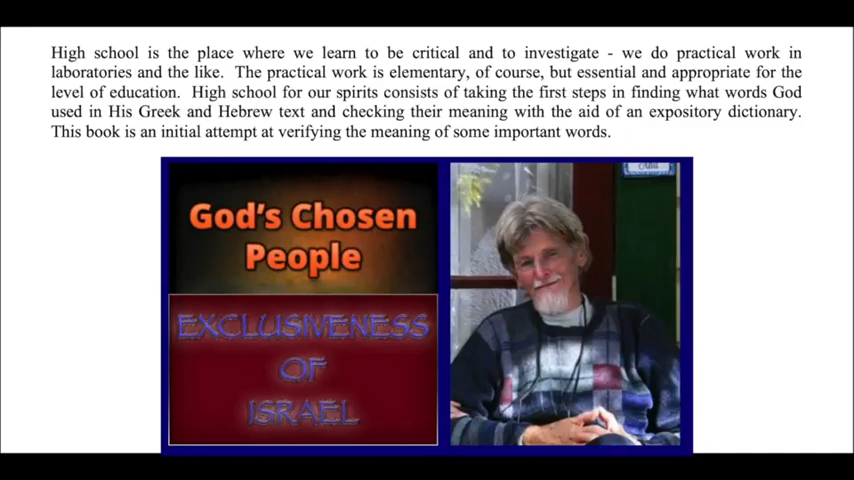 High school is the place where we learn to be critical and to investigate - we do practical work in
laboratories and the like. The practical work is elementary, of course, but essential and appropriate for the
level of education. High school for our spirits consists of taking the first steps in finding what words God
used in His Greek and Hebrew text and checking their meaning with the aid of an expository dictionary.
This book is an initial attempt at verifying the meaning of some important words.
God's Chosen
People
EXCLUSIVENESS
OF
ISRAEL